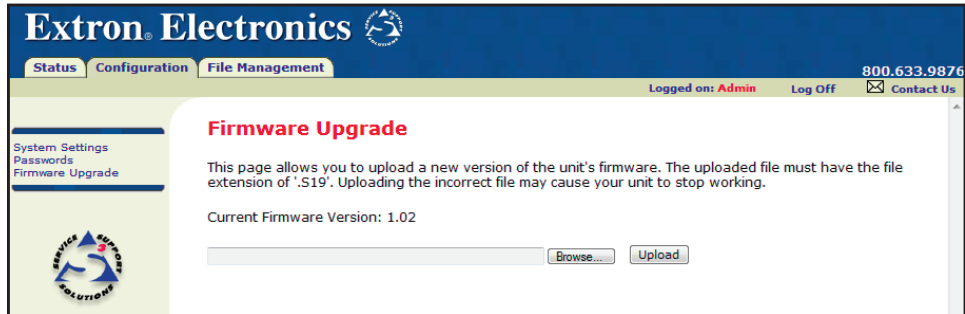 Extron® Electronics
Status Configuration File Management
800.633.9876
Logged on: Admin Log Off Contact Us
System Settings
Passwords
Firmware Upgrade
Firmware Upgrade
This page allows you to upload a new version of the unit's firmware. The uploaded file must have the file
extension of '.S19'. Uploading the incorrect file may cause your unit to stop working.
Current Firmware Version: 1.02
Browse... Upload
SERVICE SUPPORT
S3
SOLUTIONS